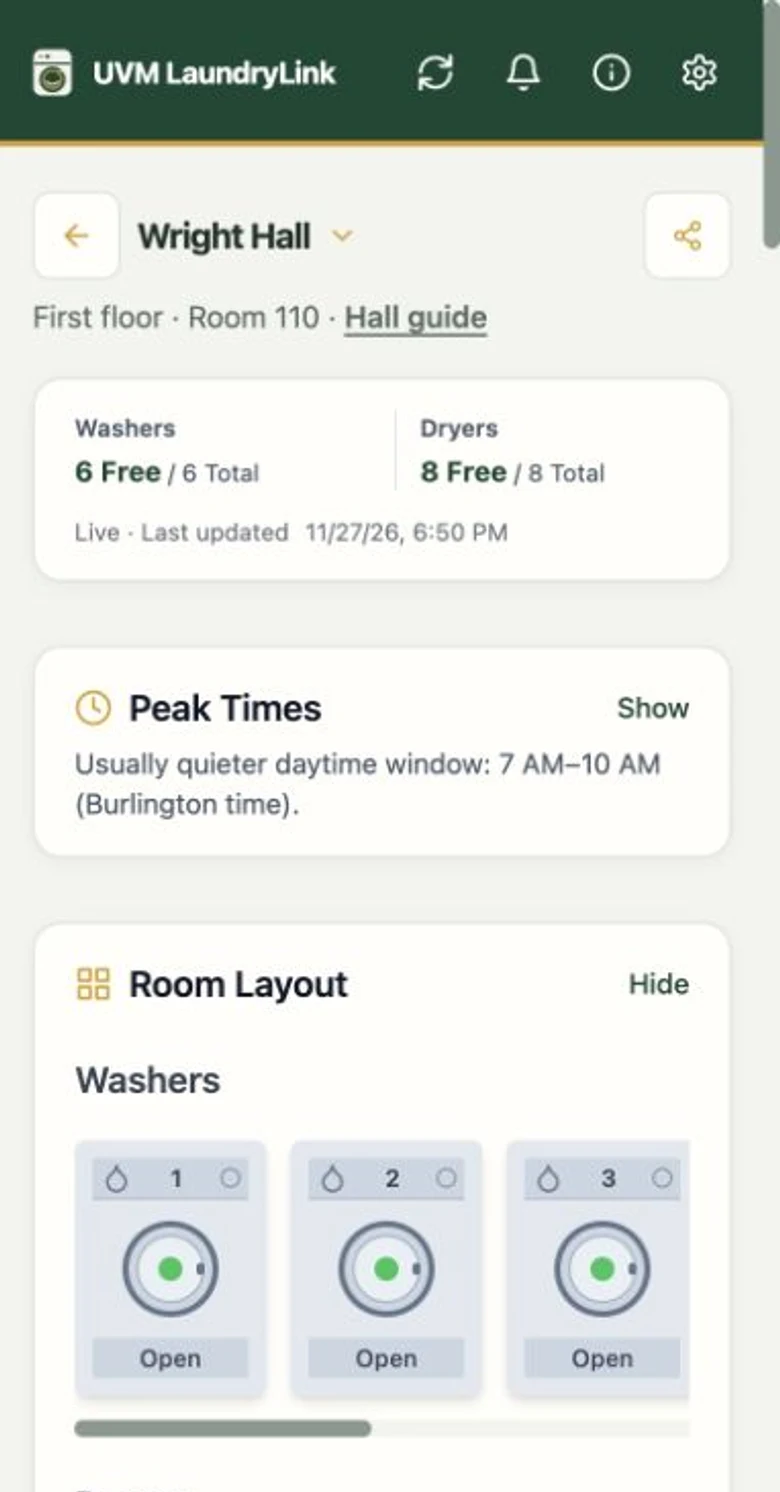 UVM LaundryLink
Wright Hall
First floor · Room 110 · Hall guide
Washers
6 Free / 6 Total
Dryers
8 Free / 8 Total
Live · Last updated 11/27/26, 6:50 PM
Peak Times
Show
Usually quieter daytime window: 7 AM–10 AM
(Burlington time).
Room Layout
Hide
Washers
1
2
3
Open
Open
Open